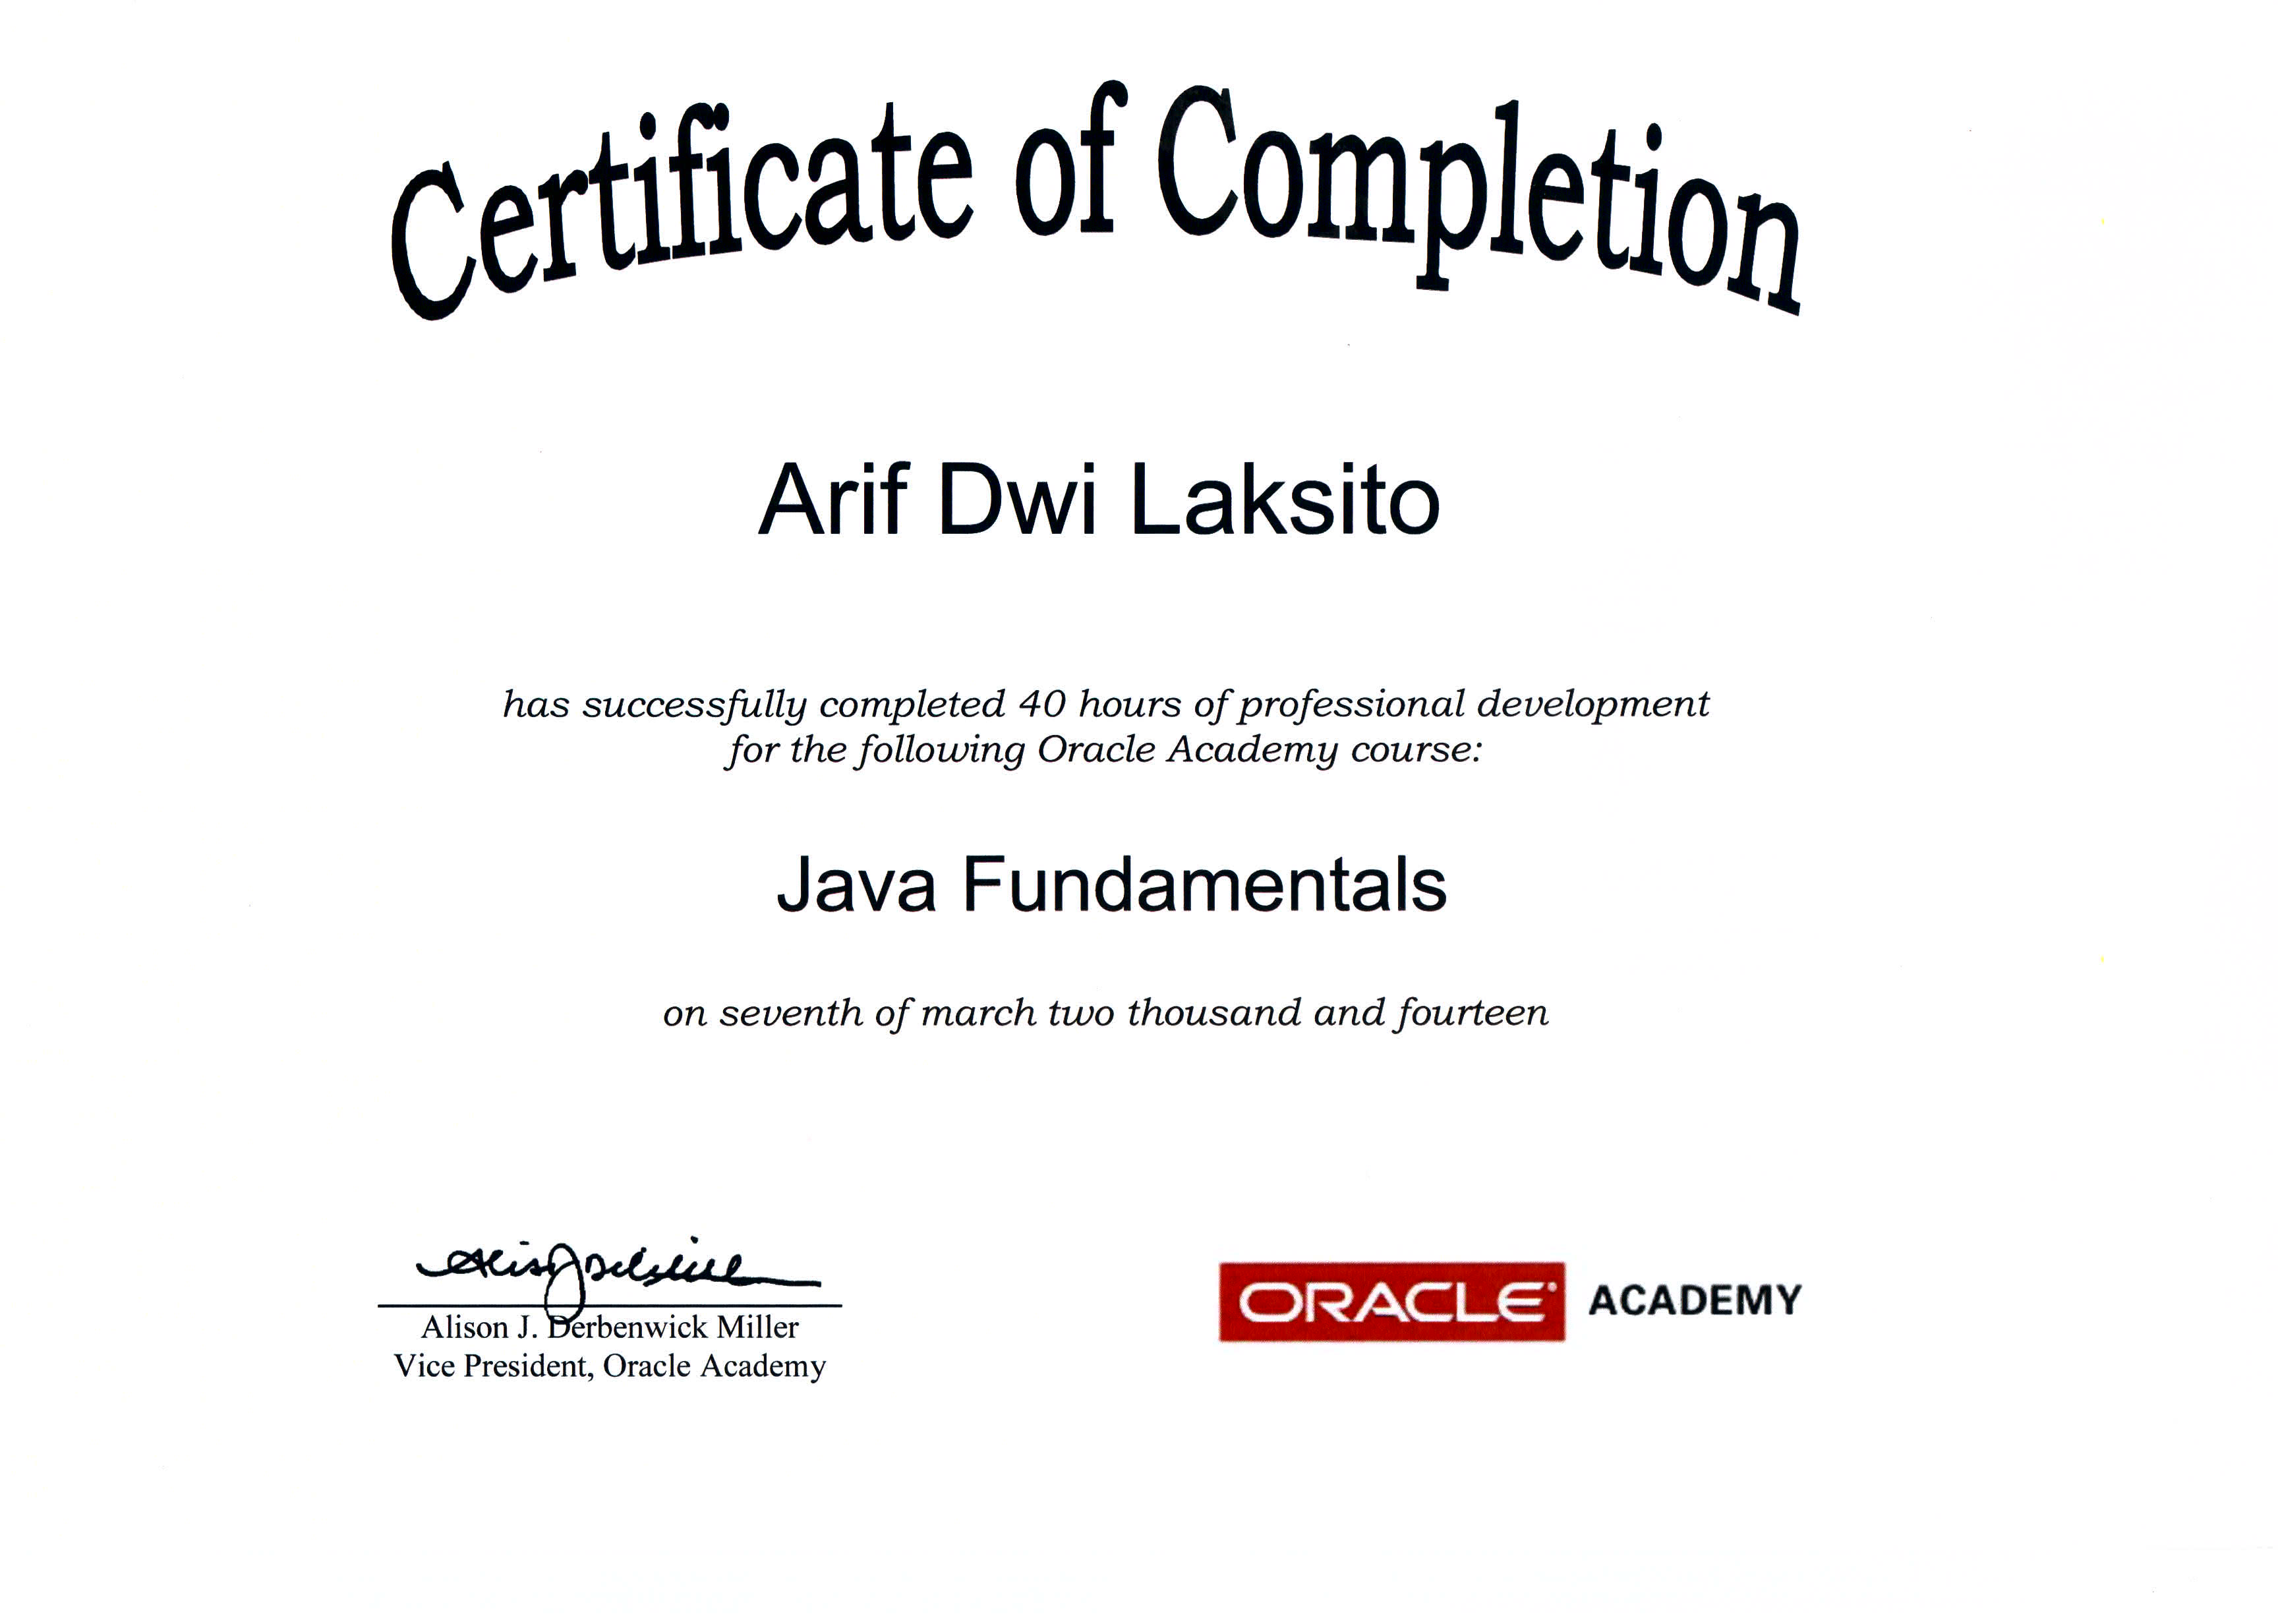 Certificate of Completion
Arif Dwi Laksito
has successfully completed 40 hours of professional development
for the following Oracle Academy course:
Java Fundamentals
on seventh of march two thousand and fourteen
Alison J. Derbenwick Miller
Vice President, Oracle Academy
ORACLE® ACADEMY